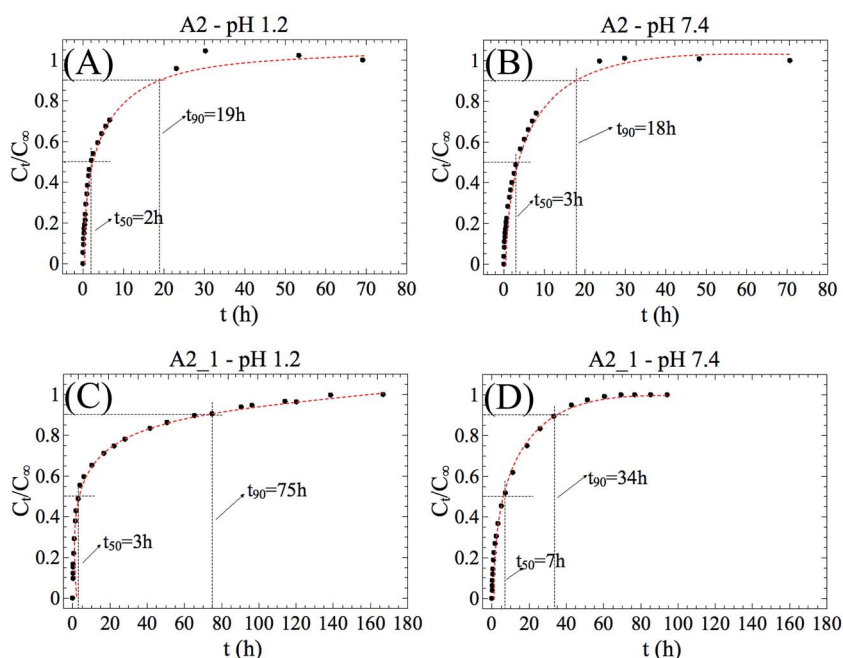 A2 - pH 1.2
(A)
1
0.8
0.6
0.4
0.2
0
Ct/C∞
t90=19h
t50=2h
0 10 20 30 40 50 60 70 80
t (h)
A2 - pH 7.4
(B)
1
0.8
0.6
0.4
0.2
0
Ct/C∞
t90=18h
t50=3h
0 10 20 30 40 50 60 70 80
t (h)
A2_1 - pH 1.2
(C)
1
0.8
0.6
0.4
0.2
0
Ct/C∞
t90=75h
t50=3h
0 20 40 60 80 100 120 140 160 180
t (h)
A2_1 - pH 7.4
(D)
1
0.8
0.6
0.4
0.2
0
Ct/C∞
t90=34h
t50=7h
0 20 40 60 80 100 120 140 160
t (h)